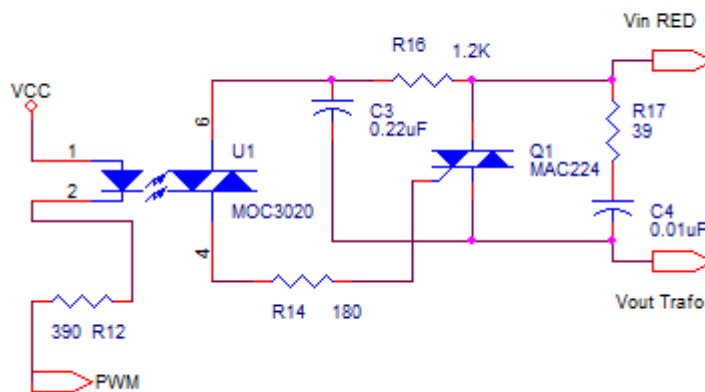 Vin RED
R16 1.2K
VCC
C3
0.22uF
R17
39
6
1
U1
Q1
MAC224
2
MOC3020
C4
0.01uF
4
R14 180
Vout Trafo
390 R12
PWM